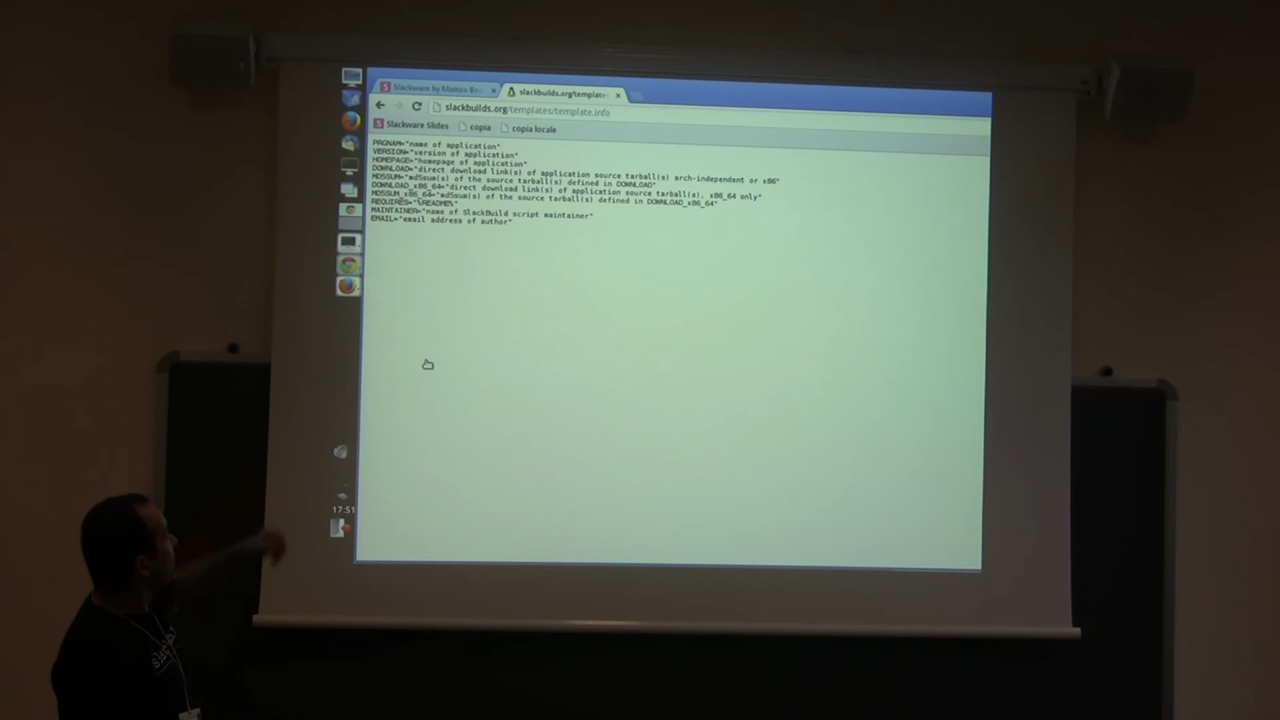 Slackware by Matteo Be
slackbuilds.org/template
slackbuilds.org/templates/template.info
Slackware Slides copia copia locale
PRGNAM="name of application"
VERSION="version of application"
HOMEPAGE="homepage of application"
DOWNLOAD="direct download link(s) of application source tarball(s) arch-independent or x86"
MD5SUM="md5sum(s) of the source tarball(s) defined in DOWNLOAD"
DOWNLOAD_x86_64="direct download link(s) of application source tarball(s), x86_64 only"
MD5SUM_x86_64="md5sum(s) of the source tarball(s) defined in DOWNLOAD_x86_64"
REQUIRES="%README%"
MAINTAINER="name of SlackBuild script maintainer"
EMAIL="email address of author"
17:51